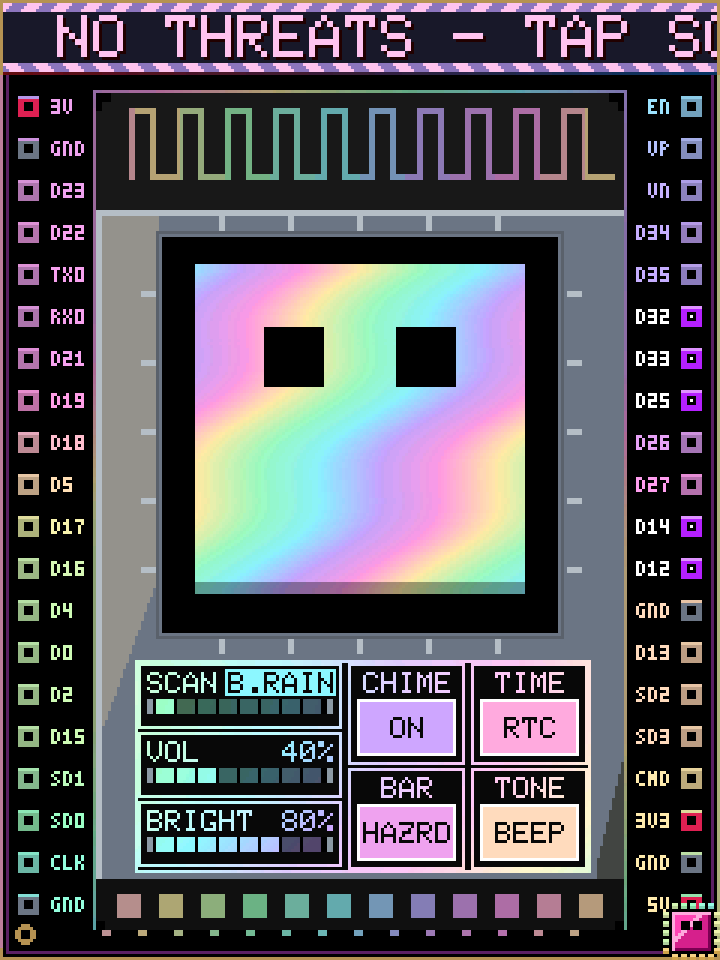 NO THREATS - TAP SC
3V
GND
D23
D22
TX0
RX0
D21
D19
D18
D5
D17
D16
D4
D0
D2
D15
SD1
SD0
CLK
GND
EN
VP
VN
D34
D35
D32
D33
D25
D26
D27
D14
D12
GND
D13
SD2
SD3
CMD
3V3
GND
5V
SCAN B.RAIN
VOL 40%
BRIGHT 80%
CHIME
ON
TIME
RTC
BAR
HAZRD
TONE
BEEP